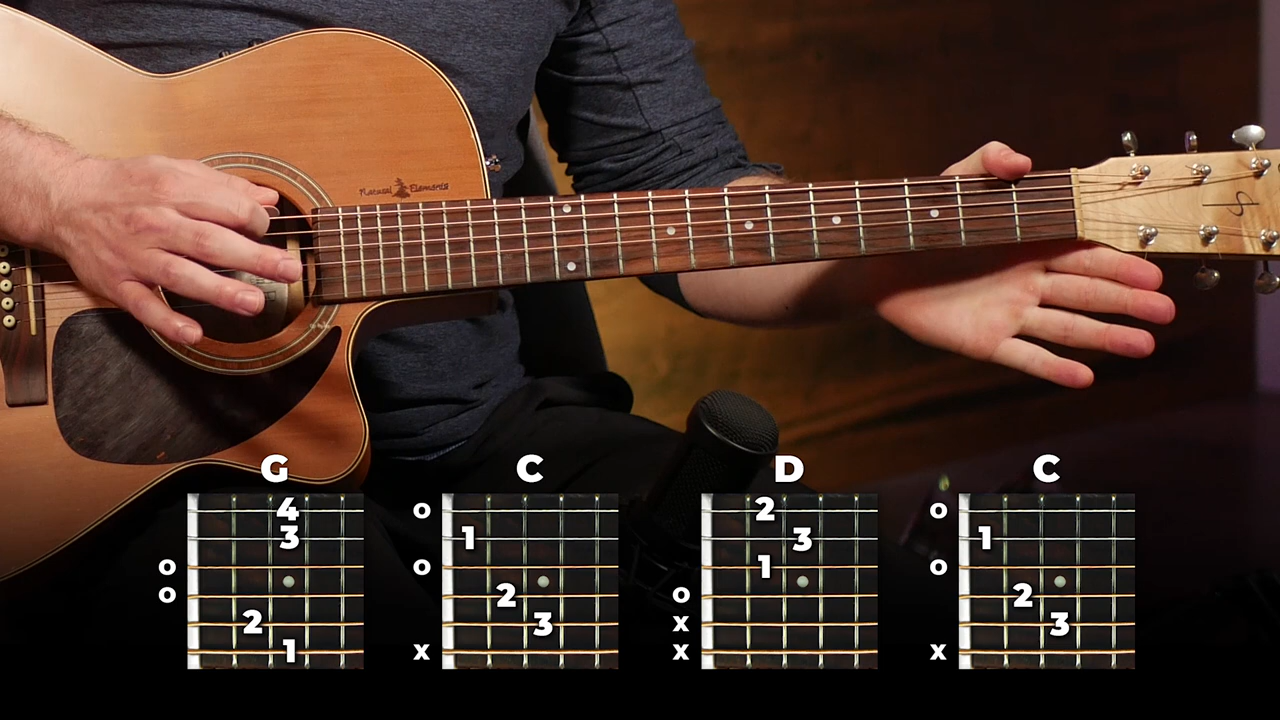 Natural Elements
G C D C
4 O 2 O
3 1 3 1
O O 1 O
O 2 O 2
2 3 X 3
1 X X X